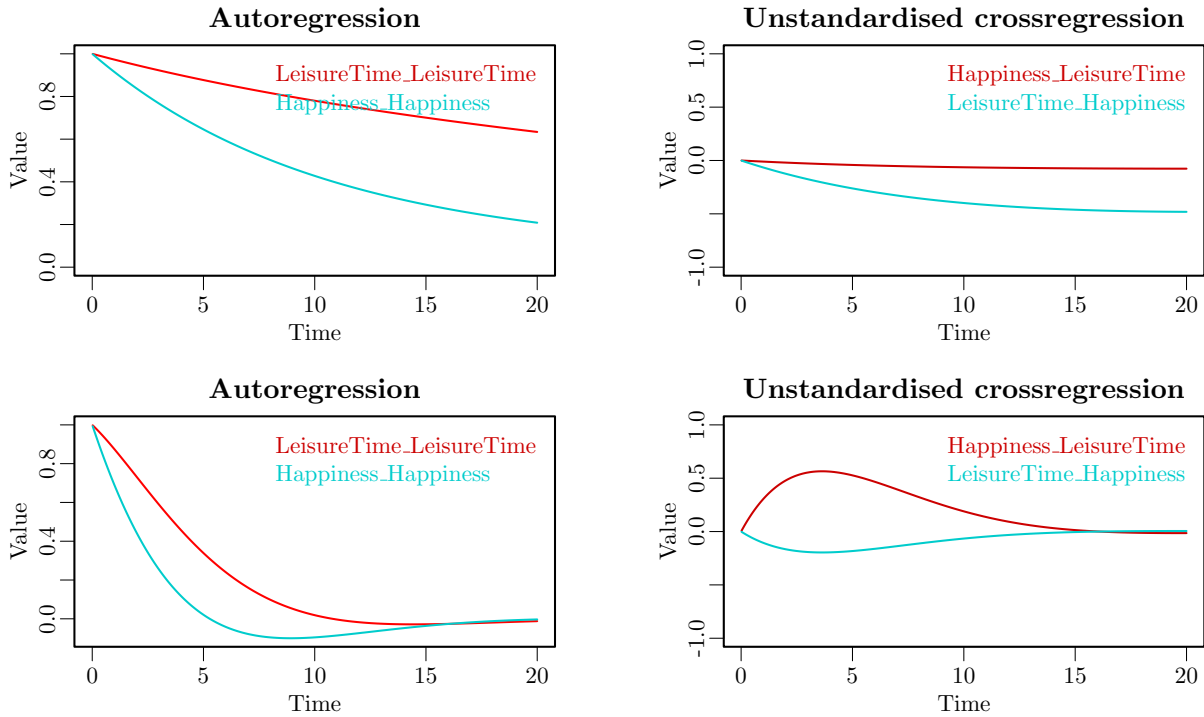 Autoregression
Value
0.0 0.4 0.8
LeisureTime_LeisureTime
Happiness_Happiness
0 5 10 15 20
Time
Unstandardised crossregression
Value
-1.0 0.0 0.5 1.0
Happiness_LeisureTime
LeisureTime_Happiness
0 5 10 15 20
Time
Autoregression
Value
0.0 0.4 0.8
LeisureTime_LeisureTime
Happiness_Happiness
0 5 10 15 20
Time
Unstandardised crossregression
Value
-1.0 0.0 0.5 1.0
Happiness_LeisureTime
LeisureTime_Happiness
0 5 10 15 20
Time